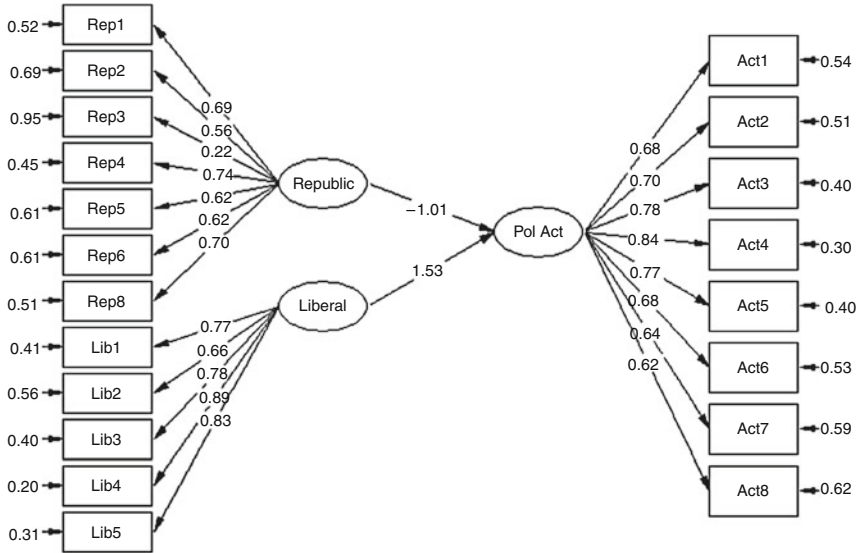 0.52 Rep1
0.69 Rep2
0.95 Rep3
0.45 Rep4
0.61 Rep5
0.61 Rep6
0.51 Rep8
0.41 Lib1
0.56 Lib2
0.40 Lib3
0.20 Lib4
0.31 Lib5
0.69
0.56
0.22
0.74
0.62
0.62
0.70
0.77
0.66
0.78
0.89
0.83
Republic
Liberal
−1.01
1.53
Pol Act
0.68
0.70
0.78
0.84
0.77
0.68
0.64
0.62
Act1 0.54
Act2 0.51
Act3 0.40
Act4 0.30
Act5 0.40
Act6 0.53
Act7 0.59
Act8 0.62